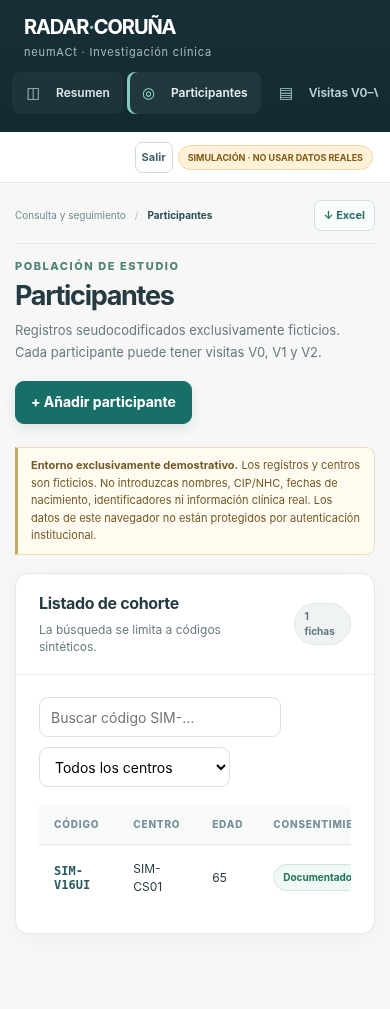 RADAR·CORUÑA
neumACt · Investigación clínica
Resumen Participantes Visitas V0–V
Salir SIMULACIÓN · NO USAR DATOS REALES
Consulta y seguimiento / Participantes ↓ Excel
POBLACIÓN DE ESTUDIO
Participantes
Registros seudocodificados exclusivamente ficticios.
Cada participante puede tener visitas V0, V1 y V2.
+ Añadir participante
Entorno exclusivamente demostrativo. Los registros y centros
son ficticios. No introduzcas nombres, CIP/NHC, fechas de
nacimiento, identificadores ni información clínica real. Los
datos de este navegador no están protegidos por autenticación
institucional.
Listado de cohorte
La búsqueda se limita a códigos
sintéticos.
1
fichas
Buscar código SIM-...
Todos los centros
CÓDIGO CENTRO EDAD CONSENTIMIE
SIM-
V16UI
SIM-
CS01
65
Documentado